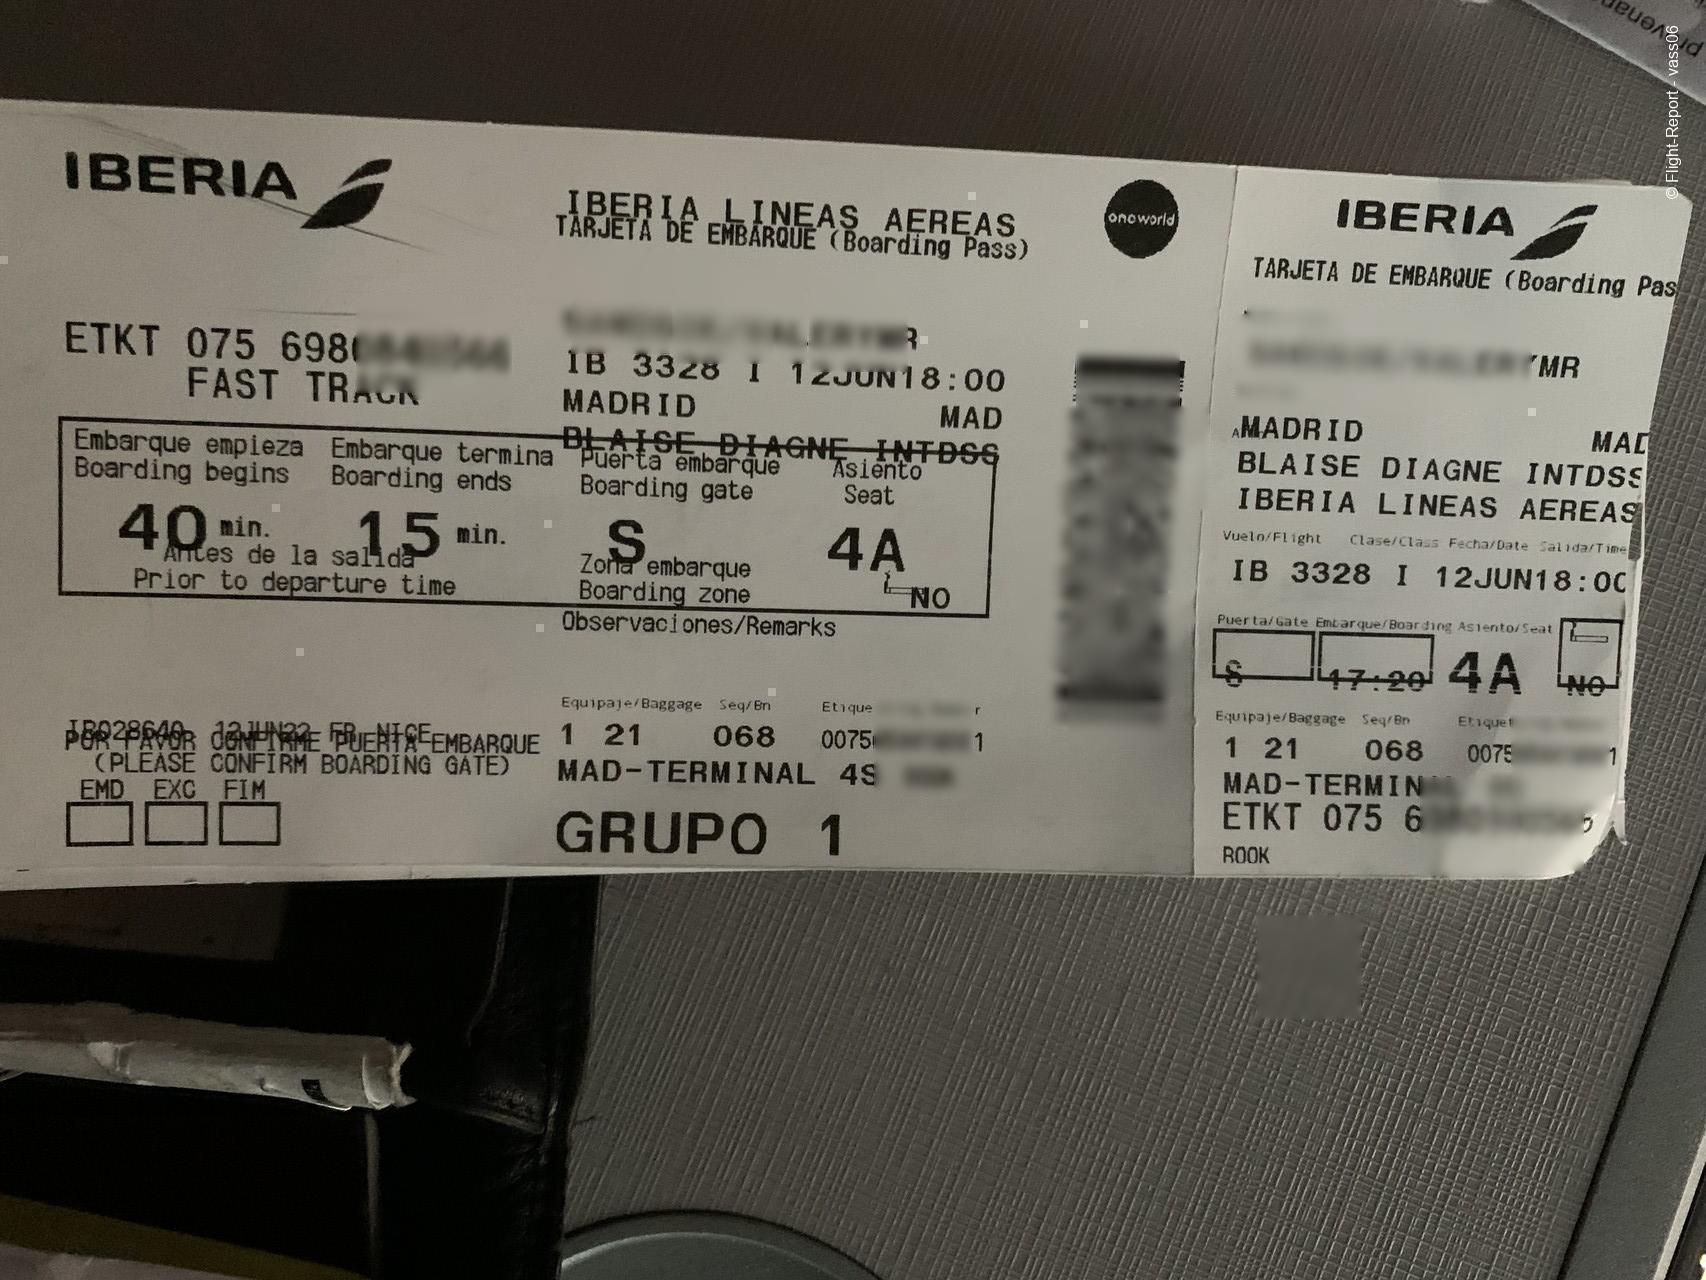 IBERIA
IBERIA LINEAS AEREAS
TARJETA DE EMBARQUE (Boarding Pass)
oneworld
ETKT 075 698
FAST TRACK
IB 3328 I 12JUN18:00
MADRID MAD
BLAISE DIAGNE INTDSS
Embarque empieza
Boarding begins
Embarque termina
Boarding ends
Puerta embarque
Boarding gate
Asiento
Seat
40 min.
15 min.
S
4A
Antes de la salida
Prior to departure time
Zona embarque
Boarding zone
NO
Observaciones/Remarks
Equipaje/Baggage Seq/Bn
1 21 068 0075 1
MAD-TERMINAL 4S
GRUPO 1
12JUN22 FR NICE
POR FAVOR CONFIRME PUERTA EMBARQUE
(PLEASE CONFIRM BOARDING GATE)
EMD EXC FIM
IBERIA
TARJETA DE EMBARQUE (Boarding Pas
MR
MADRID MAD
BLAISE DIAGNE INTDSS
IBERIA LINEAS AEREAS
Vuelo/Flight Clase/Class Fecha/Date Salida/Time
IB 3328 I 12JUN18:00
Puerta/Gate Embarque/Boarding Asiento/Seat
S 17:20 4A NO
Equipaje/Baggage Seq/Bn
1 21 068 0075 1
MAD-TERMIN
ETKT 075 6
ROOK
© Flight-Report - vass06